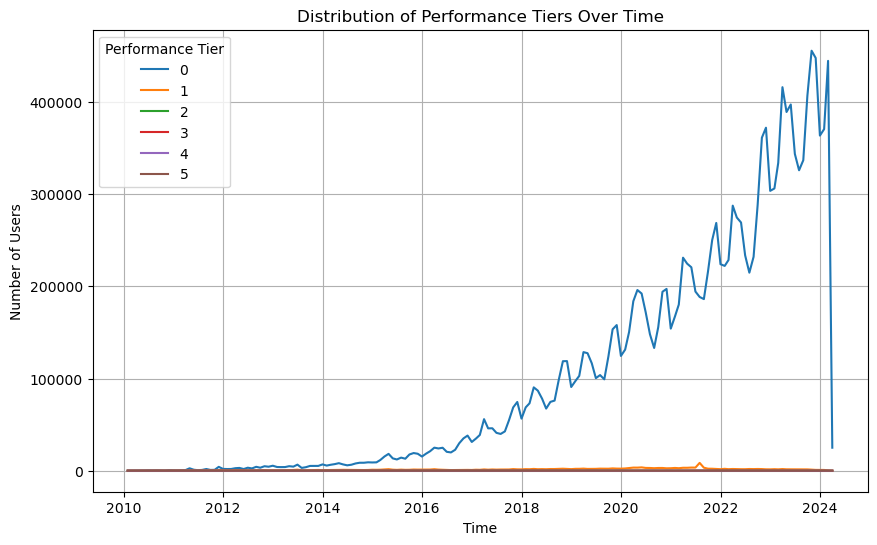 Distribution of Performance Tiers Over Time
Performance Tier
0
1
2
3
4
5
Number of Users
400000
300000
200000
100000
0
2010 2012 2014 2016 2018 2020 2022 2024
Time